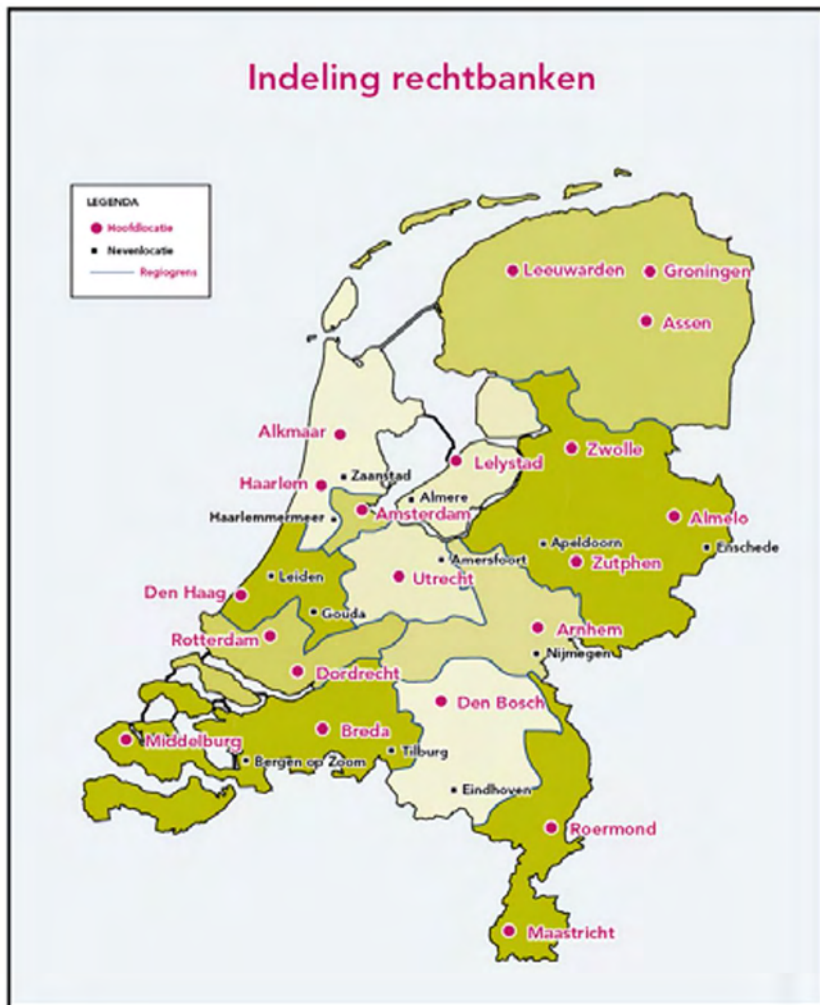 Indeling rechtbanken
LEGENDA
Hoofdlocatie
Nevenlocatie
Regiogrens
Leeuwarden
Groningen
Assen
Alkmaar
Zwolle
Lelystad
Zaanstad
Haarlem
Almere
Amsterdam
Haarlemmermeer
Almelo
Apeldoorn
Enschede
Amersfoort
Zutphen
Leiden
Utrecht
Den Haag
Gouda
Arnhem
Rotterdam
Nijmegen
Dordrecht
Den Bosch
Breda
Middelburg
Tilburg
Bergen op Zoom
Eindhoven
Roermond
Maastricht